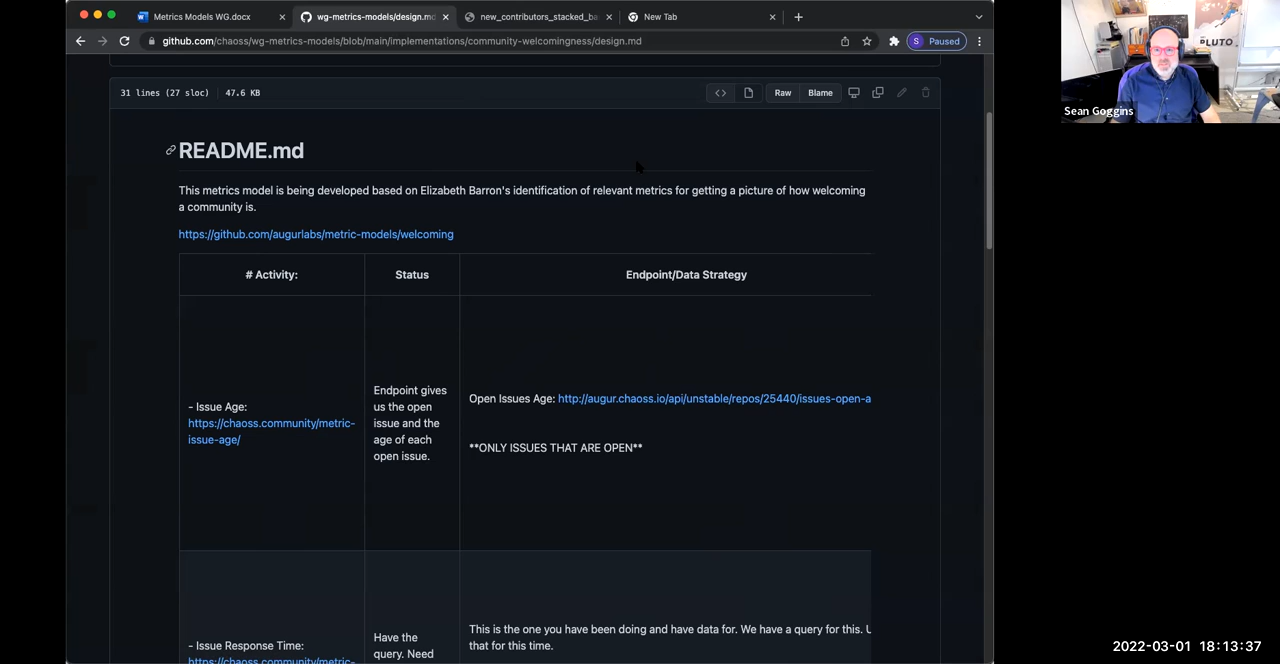 Metrics Models WG.docx
wg-metrics-models/design.m
new_contributors_stacked_ba
New Tab
github.com/chaoss/wg-metrics-models/blob/main/implementations/community-welcomingness/design.md
S Paused
31 lines (27 sloc) 47.6 KB
Raw Blame
README.md
This metrics model is being developed based on Elizabeth Barron's identification of relevant metrics for getting a picture of how welcoming
a community is.
https://github.com/augurlabs/metric-models/welcoming
# Activity: Status Endpoint/Data Strategy
- Issue Age:
https://chaoss.community/metric-
issue-age/
Endpoint gives
us the open
issue and the
age of each
open issue.
Open Issues Age: http://augur.chaoss.io/api/unstable/repos/25440/issues-open-a
**ONLY ISSUES THAT ARE OPEN**
- Issue Response Time:
https://chaoss.community/metric-
Have the
query. Need
This is the one you have been doing and have data for. We have a query for this. U
that for this time.
PLUTO
Sean Goggins
2022-03-01 18:13:37